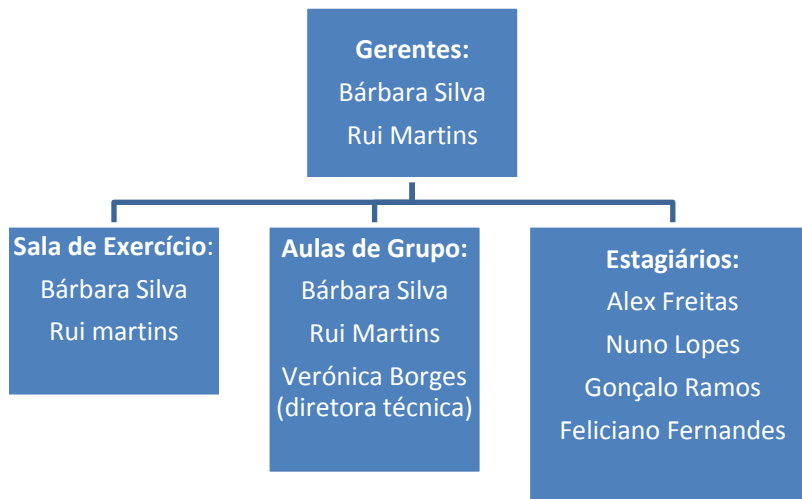 Gerentes:
Bárbara Silva
Rui Martins
Sala de Exercício:
Bárbara Silva
Rui martins
Aulas de Grupo:
Bárbara Silva
Rui Martins
Verónica Borges
(diretora técnica)
Estagiários:
Alex Freitas
Nuno Lopes
Gonçalo Ramos
Feliciano Fernandes